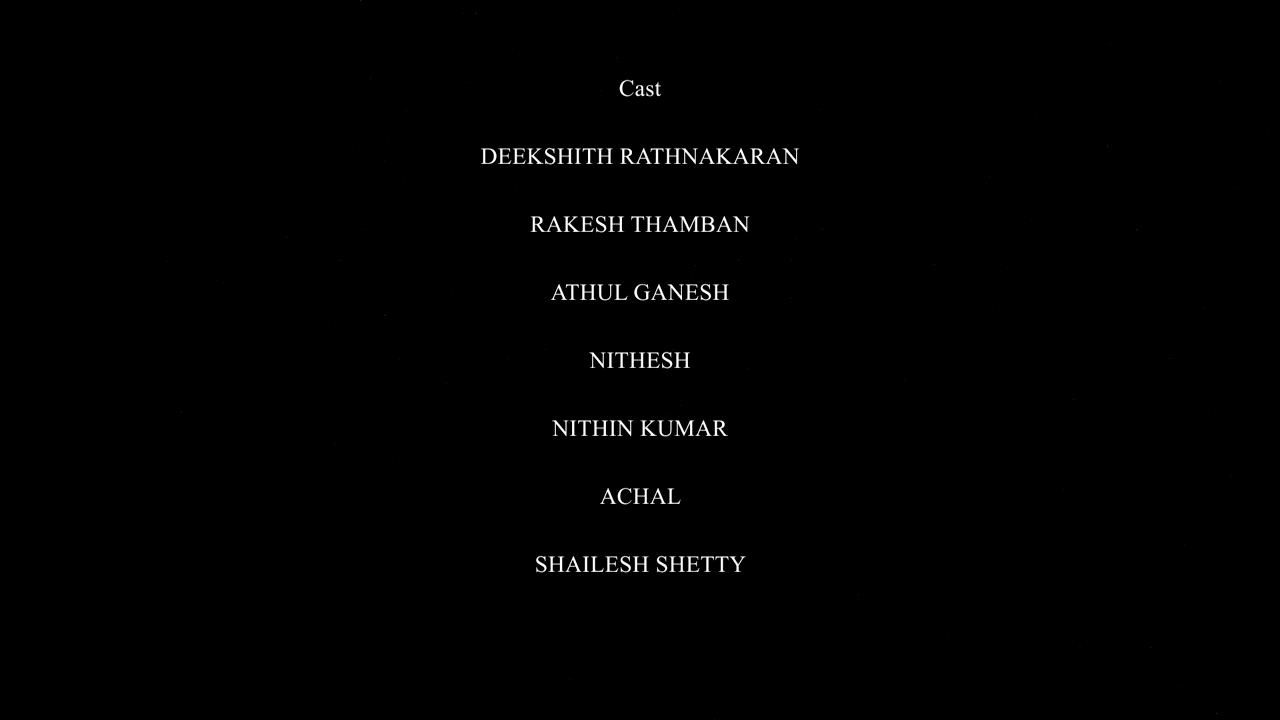 Cast
DEEKSHITH RATHNAKARAN
RAKESH THAMBAN
ATHUL GANESH
NITHESH
NITHIN KUMAR
ACHAL
SHAILESH SHETTY